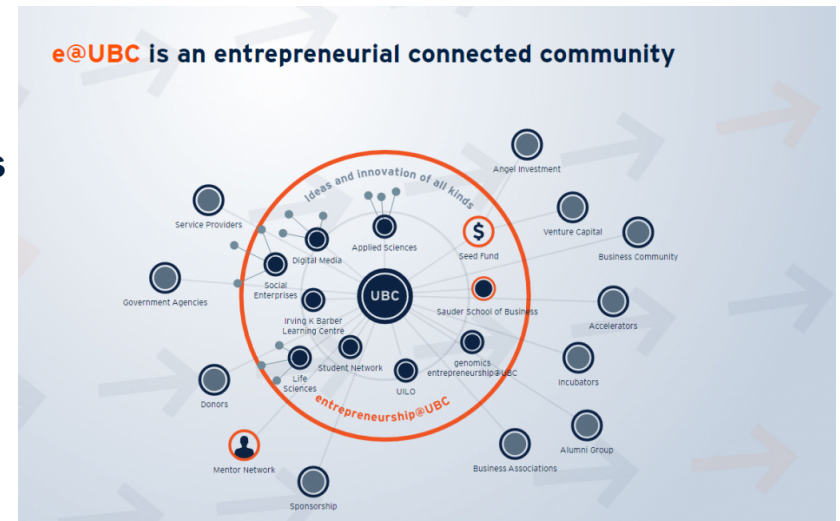 s
e@UBC is an entrepreneurial connected community
Ideas and innovation of all kinds
Angel Investment
Service Providers
Applied Sciences
$
Seed Fund
Venture Capital
Digital Media
Business Community
Social
Enterprises
UBC
Government Agencies
Irving K Barber
Learning Centre
Sauder School of Business
Accelerators
Life
Sciences
Student Network
genomics
entrepreneurship@UBC
Incubators
UILO
Donors
entrepreneurship@UBC
Alumni Group
Mentor Network
Business Associations
Sponsorship